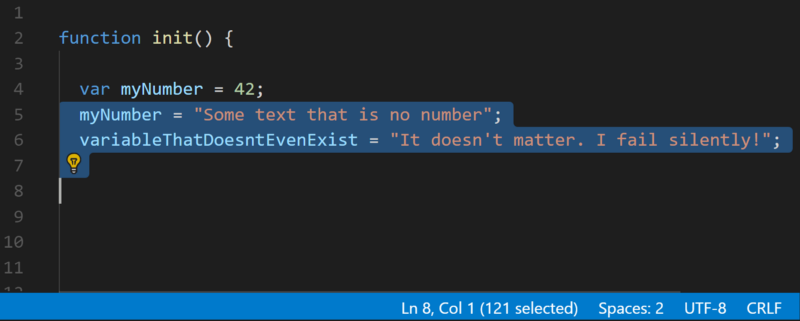 1
2 function init() {
3
4 var myNumber = 42;
5 myNumber = "Some text that is no number";
6 variableThatDoesntEvenExist = "It doesn't matter. I fail silently!";
7
8
9
10
11
12
Ln 8, Col 1 (121 selected) Spaces: 2 UTF-8 CRLF